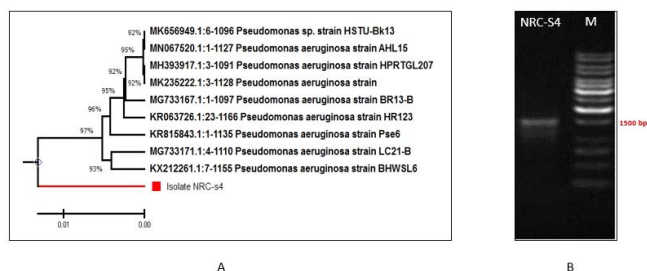 92%
MK656949.1:6-1096 Pseudomonas sp. strain HSTU-Bk13
95%
MN067520.1:1-1127 Pseudomonas aeruginosa strain AHL15
92%
MH393917.1:3-1091 Pseudomonas aeruginosa strain HPRTGL207
92%
MK235222.1:3-1128 Pseudomonas aeruginosa strain
95%
MG733167.1:1-1097 Pseudomonas aeruginosa strain BR13-B
96%
KR063726.1:23-1166 Pseudomonas aeruginosa strain HR123
97%
KR815843.1:1-1135 Pseudomonas aeruginosa strain Pse6
MG733171.1:4-1110 Pseudomonas aeruginosa strain LC21-B
93%
KX212261.1:7-1155 Pseudomonas aeruginosa strain BHWSL6
Isolate NRC-s4
0.01 0.00
A
NRC-S4 M
1500 bp
B